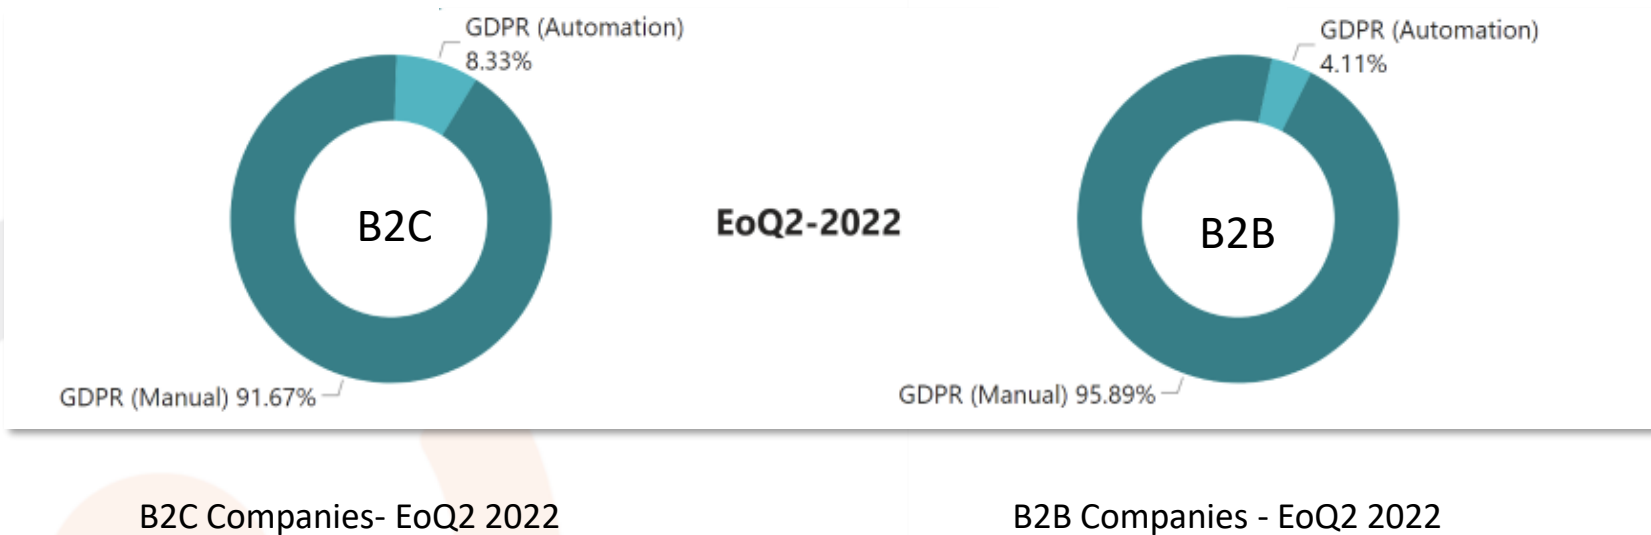 GDPR (Automation)
8.33%
B2C
GDPR (Manual) 91.67%
EoQ2-2022
GDPR (Automation)
4.11%
B2B
GDPR (Manual) 95.89%
B2C Companies- EoQ2 2022
B2B Companies - EoQ2 2022